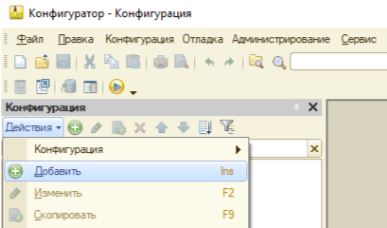 Конфигуратор - Конфигурация
Файл Правка Конфигурация Отладка Администрирование Сервис
Конфигурация
Действия
Конфигурация
Добавить Ins
Изменить F2
Скопировать F9